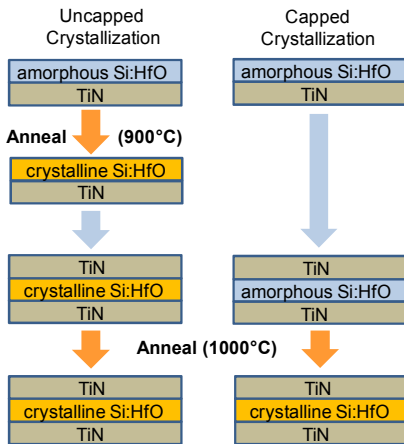 Uncapped
Crystallization
Capped
Crystallization
amorphous Si:HfO
TiN
amorphous Si:HfO
TiN
Anneal (900°C)
crystalline Si:HfO
TiN
TiN
crystalline Si:HfO
TiN
TiN
amorphous Si:HfO
TiN
Anneal (1000°C)
TiN
crystalline Si:HfO
TiN
TiN
crystalline Si:HfO
TiN